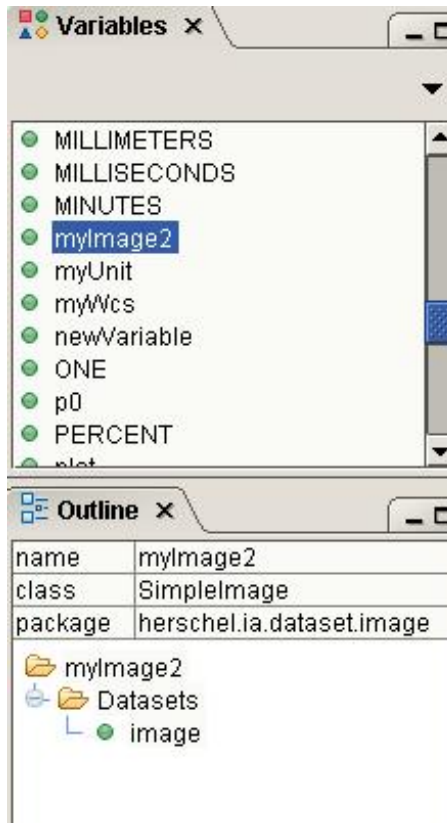 Variables
MILLIMETERS
MILLISECONDS
MINUTES
myImage2
myUnit
myWcs
newVariable
ONE
p0
PERCENT
plot
Outline
name myImage2
class SimpleImage
package herschel.ia.dataset.image
myImage2
Datasets
image